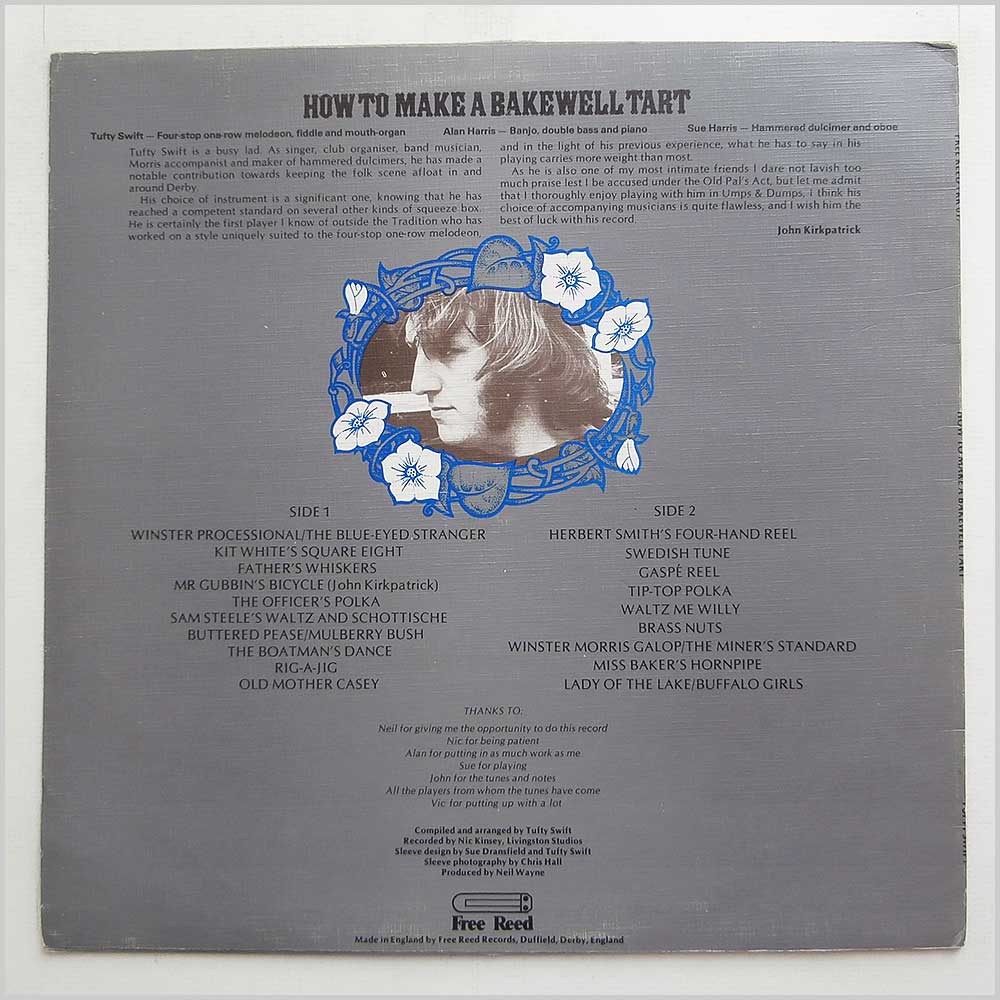 HOW TO MAKE A BAKEWELL TART
Tufty Swift — Four-stop one-row melodeon, fiddle and mouth-organ
Alan Harris — Banjo, double bass and piano
Sue Harris — Hammered dulcimer and oboe
Tufty Swift is a busy lad. As singer, club organiser, band musician,
Morris accompanist and maker of hammered dulcimers, he has made a
notable contribution towards keeping the folk scene afloat in and
around Derby.
His choice of instrument is a significant one, knowing that he has
reached a competent standard on several other kinds of squeeze box.
He is certainly the first player I know of outside the Tradition who has
worked on a style uniquely suited to the four-stop one-row melodeon,
and in the light of his previous experience, what he has to say in his
playing carries more weight than most.
As he is also one of my most intimate friends I dare not lavish too
much praise lest I be accused under the Old Pal's Act, but let me admit
that I thoroughly enjoy playing with him in Umps & Dumps, I think his
choice of accompanying musicians is quite flawless, and I wish him the
best of luck with his record.
John Kirkpatrick
SIDE 1
WINSTER PROCESSIONAL/THE BLUE-EYED STRANGER
KIT WHITE'S SQUARE EIGHT
FATHER'S WHISKERS
MR GUBBIN'S BICYCLE (John Kirkpatrick)
THE OFFICER'S POLKA
SAM STEELE'S WALTZ AND SCHOTTISCHE
BUTTERED PEASE/MULBERRY BUSH
THE BOATMAN'S DANCE
RIG-A-JIG
OLD MOTHER CASEY
SIDE 2
HERBERT SMITH'S FOUR-HAND REEL
SWEDISH TUNE
GASPÉ REEL
TIP-TOP POLKA
WALTZ ME WILLY
BRASS NUTS
WINSTER MORRIS GALOP/THE MINER'S STANDARD
MISS BAKER'S HORNPIPE
LADY OF THE LAKE/BUFFALO GIRLS
THANKS TO:
Neil for giving me the opportunity to do this record
Nic for being patient
Alan for putting in as much work as me
Sue for playing
John for the tunes and notes
All the players from whom the tunes have come
Vic for putting up with a lot
Compiled and arranged by Tufty Swift
Recorded by Nic Kinsey, Livingston Studios
Sleeve design by Sue Dransfield and Tufty Swift
Sleeve photography by Chris Hall
Produced by Neil Wayne
Free Reed
Made in England by Free Reed Records, Duffield, Derby, England
HOW TO MAKE A BAKEWELL TART